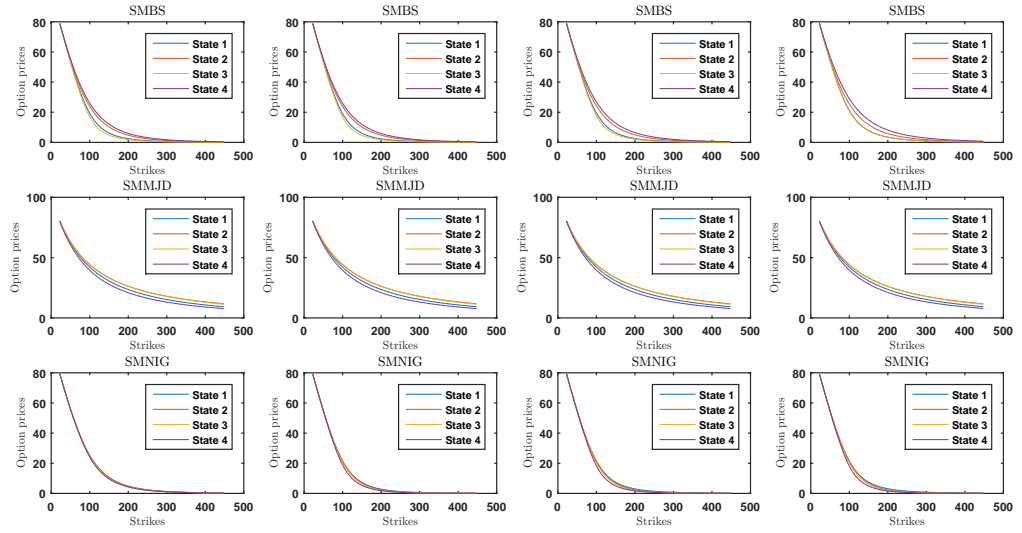 SMBS SMBS SMBS SMBS
80 80 80 80
State 1 State 1 State 1 State 1
60 60 60 60
State 2 State 2 State 2 State 2
Option prices Option prices Option prices Option prices
40 State 3 40 State 3 40 State 3 40 State 3
State 4 State 4 State 4 State 4
20 20 20 20
0 0 0 0
0 100 200 300 400 500 0 100 200 300 400 500 0 100 200 300 400 500 0 100 200 300 400 500
Strikes Strikes Strikes Strikes
SMMJD SMMJD SMMJD SMMJD
100 100 100 100
State 1 State 1 State 1 State 1
State 2 State 2 State 2 State 2
Option prices Option prices Option prices Option prices
50 State 3 50 State 3 50 State 3 50 State 3
State 4 State 4 State 4 State 4
0 0 0 0
0 100 200 300 400 500 0 100 200 300 400 500 0 100 200 300 400 500 0 100 200 300 400 500
Strikes Strikes Strikes Strikes
SMNIG SMNIG SMNIG SMNIG
80 80 80 80
State 1 State 1 State 1 State 1
60 60 60 60
State 2 State 2 State 2 State 2
Option prices Option prices Option prices Option prices
40 State 3 40 State 3 40 State 3 40 State 3
State 4 State 4 State 4 State 4
20 20 20 20
0 0 0 0
0 100 200 300 400 500 0 100 200 300 400 500 0 100 200 300 400 500 0 100 200 300 400 500
Strikes Strikes Strikes Strikes